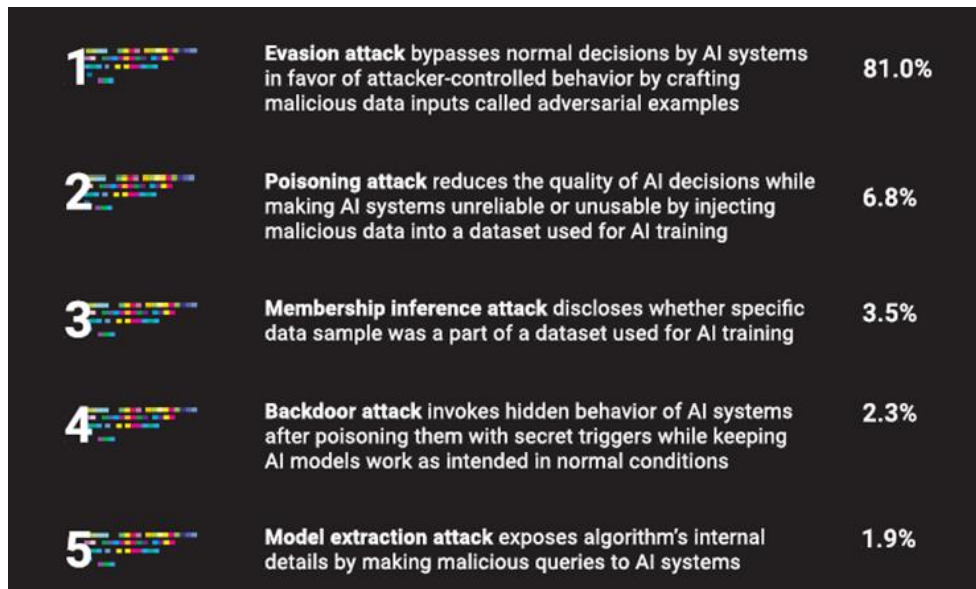 1
Evasion attack bypasses normal decisions by AI systems
in favor of attacker-controlled behavior by crafting
malicious data inputs called adversarial examples
81.0%
2
Poisoning attack reduces the quality of AI decisions while
making AI systems unreliable or unusable by injecting
malicious data into a dataset used for AI training
6.8%
3
Membership inference attack discloses whether specific
data sample was a part of a dataset used for AI training
3.5%
4
Backdoor attack invokes hidden behavior of AI systems
after poisoning them with secret triggers while keeping
AI models work as intended in normal conditions
2.3%
5
Model extraction attack exposes algorithm's internal
details by making malicious queries to AI systems
1.9%